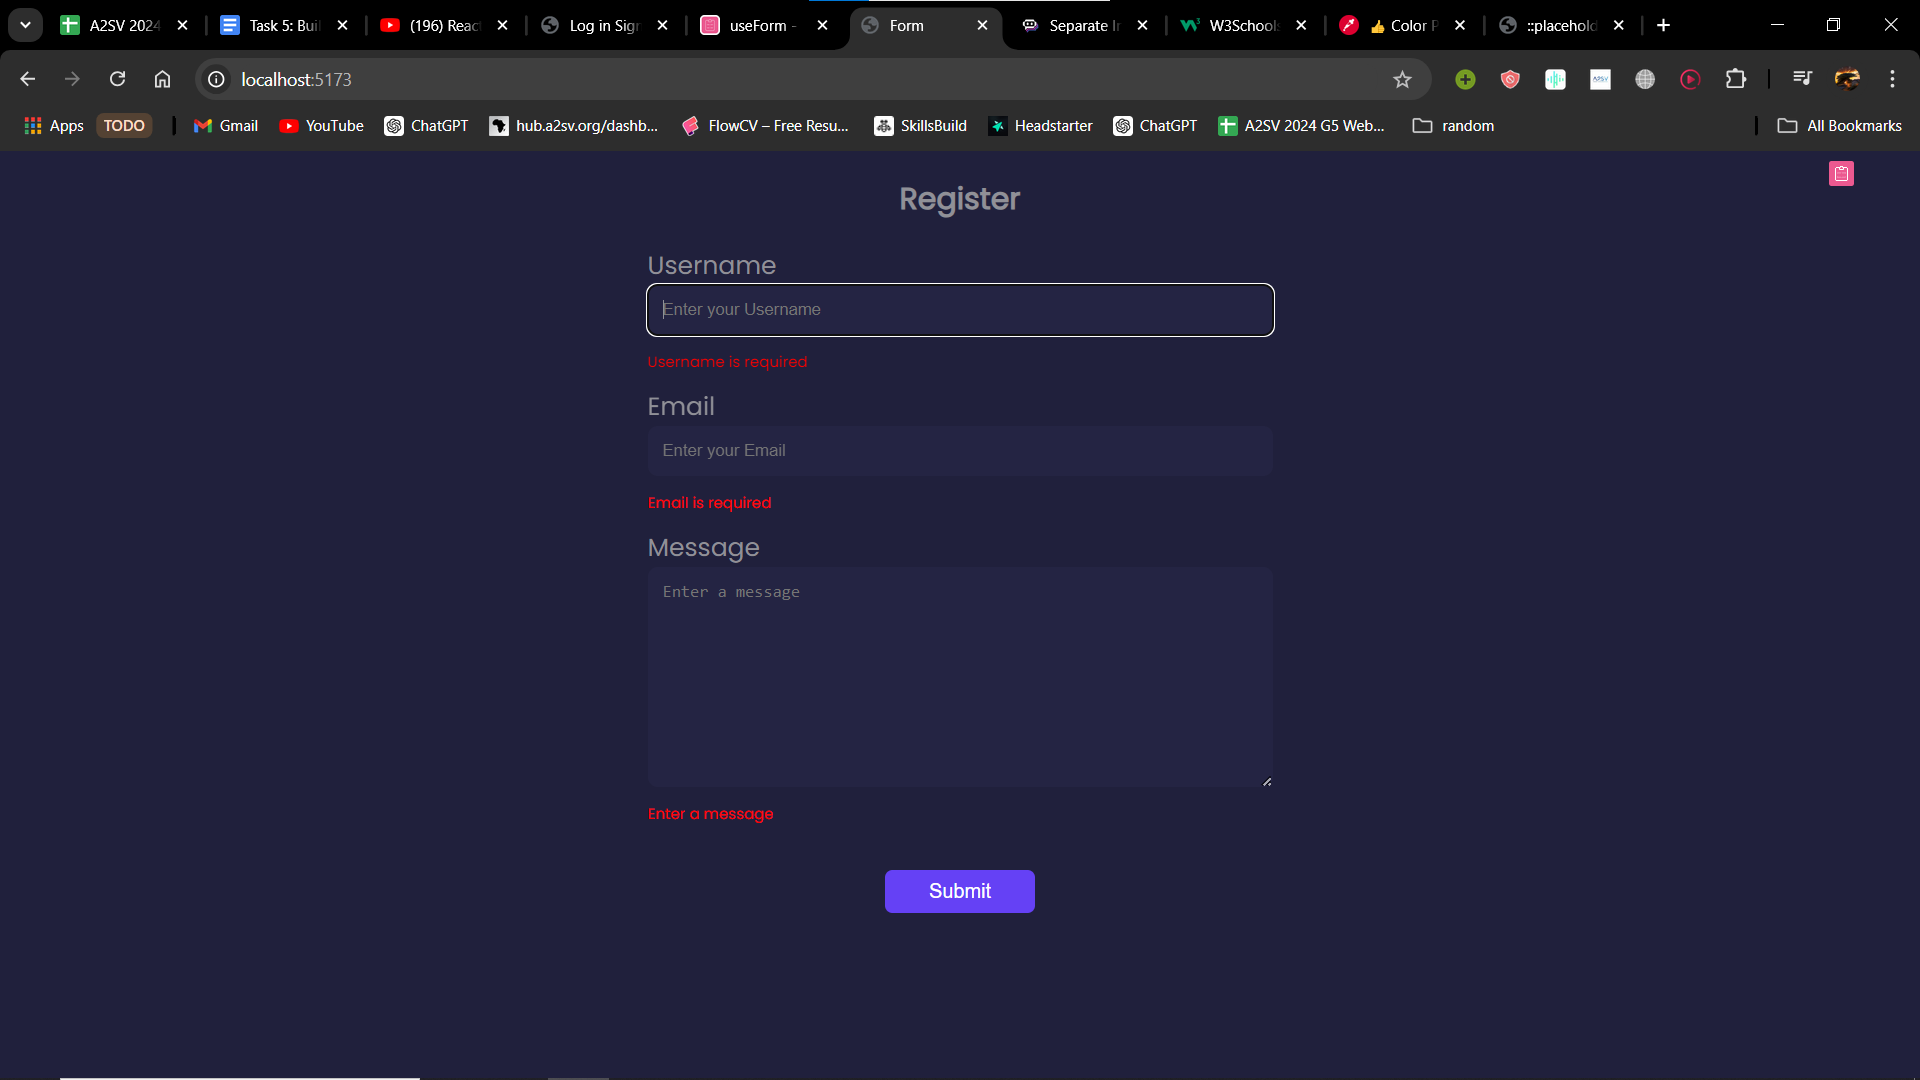 A2SV 2024
Task 5: Buil
(196) Reac
Log in Sign
useForm -
Form
Separate In
W3Schools
👍 Color P
::placehold
localhost:5173
Apps
TODO
Gmail
YouTube
ChatGPT
hub.a2sv.org/dashb...
FlowCV – Free Resu...
SkillsBuild
Headstarter
ChatGPT
A2SV 2024 G5 Web...
random
All Bookmarks
Register
Username
Enter your Username
Username is required
Email
Enter your Email
Email is required
Message
Enter a message
Enter a message
Submit